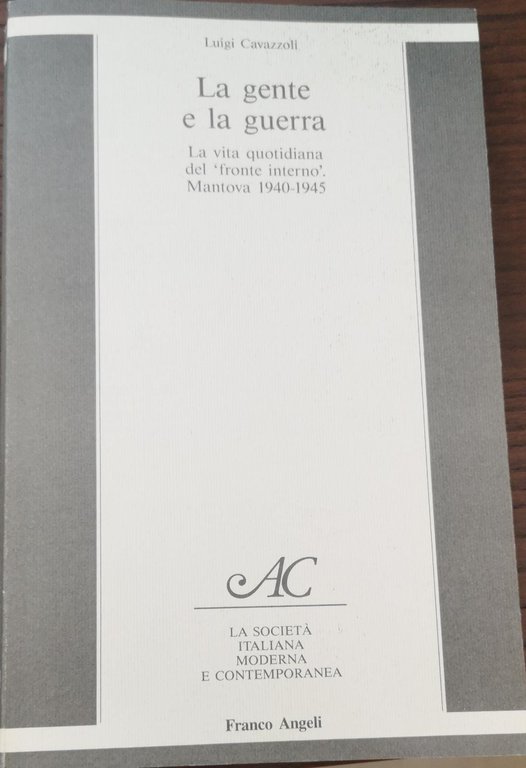 Luigi Cavazzoli
La gente
e la guerra
La vita quotidiana
del ‘fronte interno’.
Mantova 1940-1945
AC
LA SOCIETÀ
ITALIANA
MODERNA
E CONTEMPORANEA
Franco Angeli